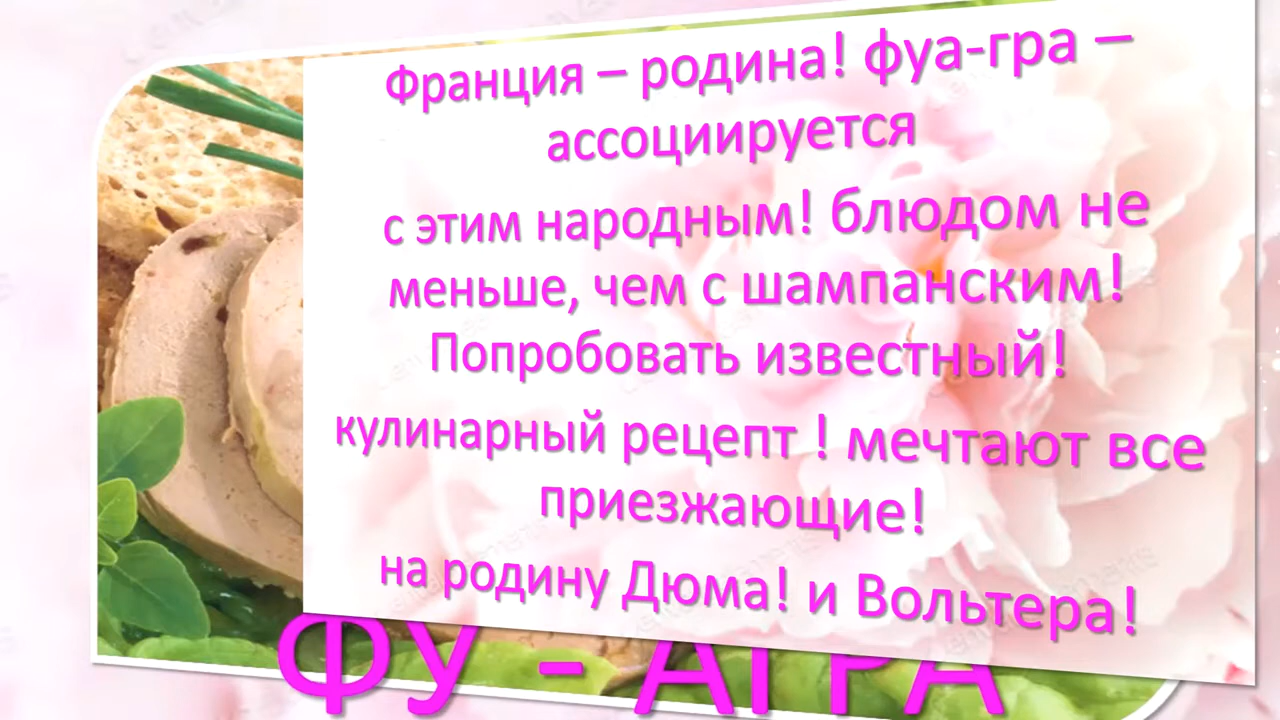 Франция – родина! фуа-гра –
ассоциируется
с этим народным! блюдом не
меньше, чем с шампанским!
Попробовать известный!
кулинарный рецепт ! мечтают все
приезжающие!
на родину Дюма! и Вольтера!
ФУ - АГРА